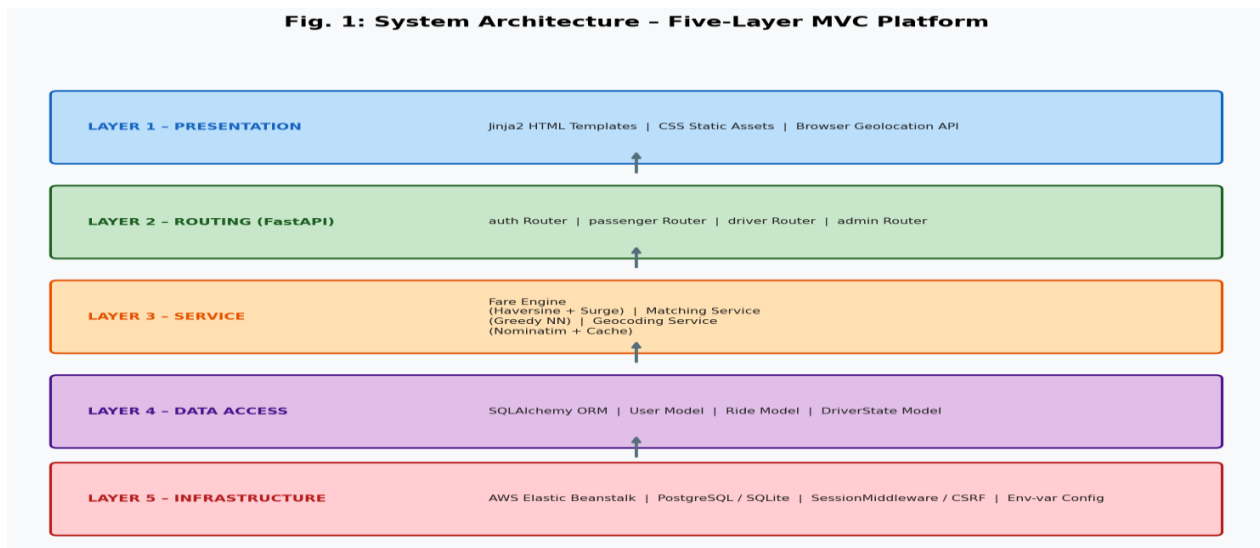 Fig. 1: System Architecture – Five-Layer MVC Platform
LAYER 1 – PRESENTATION
Jinja2 HTML Templates | CSS Static Assets | Browser Geolocation API
LAYER 2 – ROUTING (FastAPI)
auth Router | passenger Router | driver Router | admin Router
LAYER 3 – SERVICE
Fare Engine
(Haversine + Surge) | Matching Service
(Greedy NN) | Geocoding Service
(Nominatim + Cache)
LAYER 4 – DATA ACCESS
SQLAlchemy ORM | User Model | Ride Model | DriverState Model
LAYER 5 – INFRASTRUCTURE
AWS Elastic Beanstalk | PostgreSQL / SQLite | SessionMiddleware / CSRF | Env-var Config